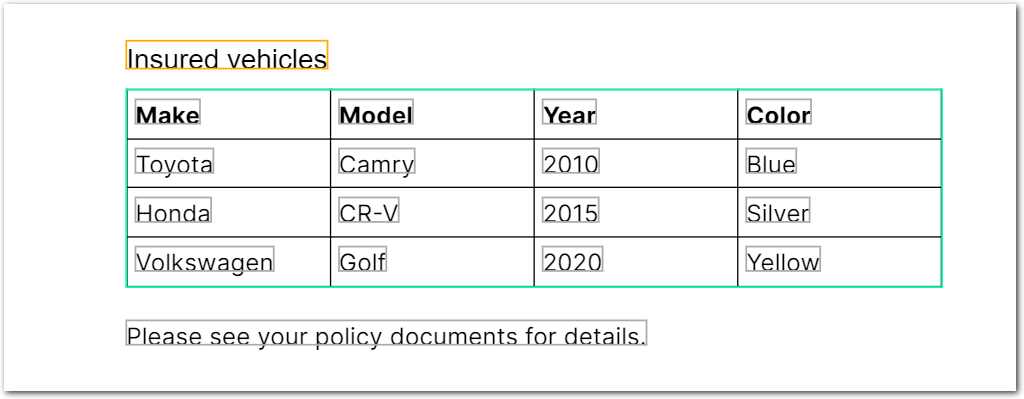 Insured vehicles
Make Model Year Color
Toyota Camry 2010 Blue
Honda CR-V 2015 Silver
Volkswagen Golf 2020 Yellow
Please see your policy documents for details.